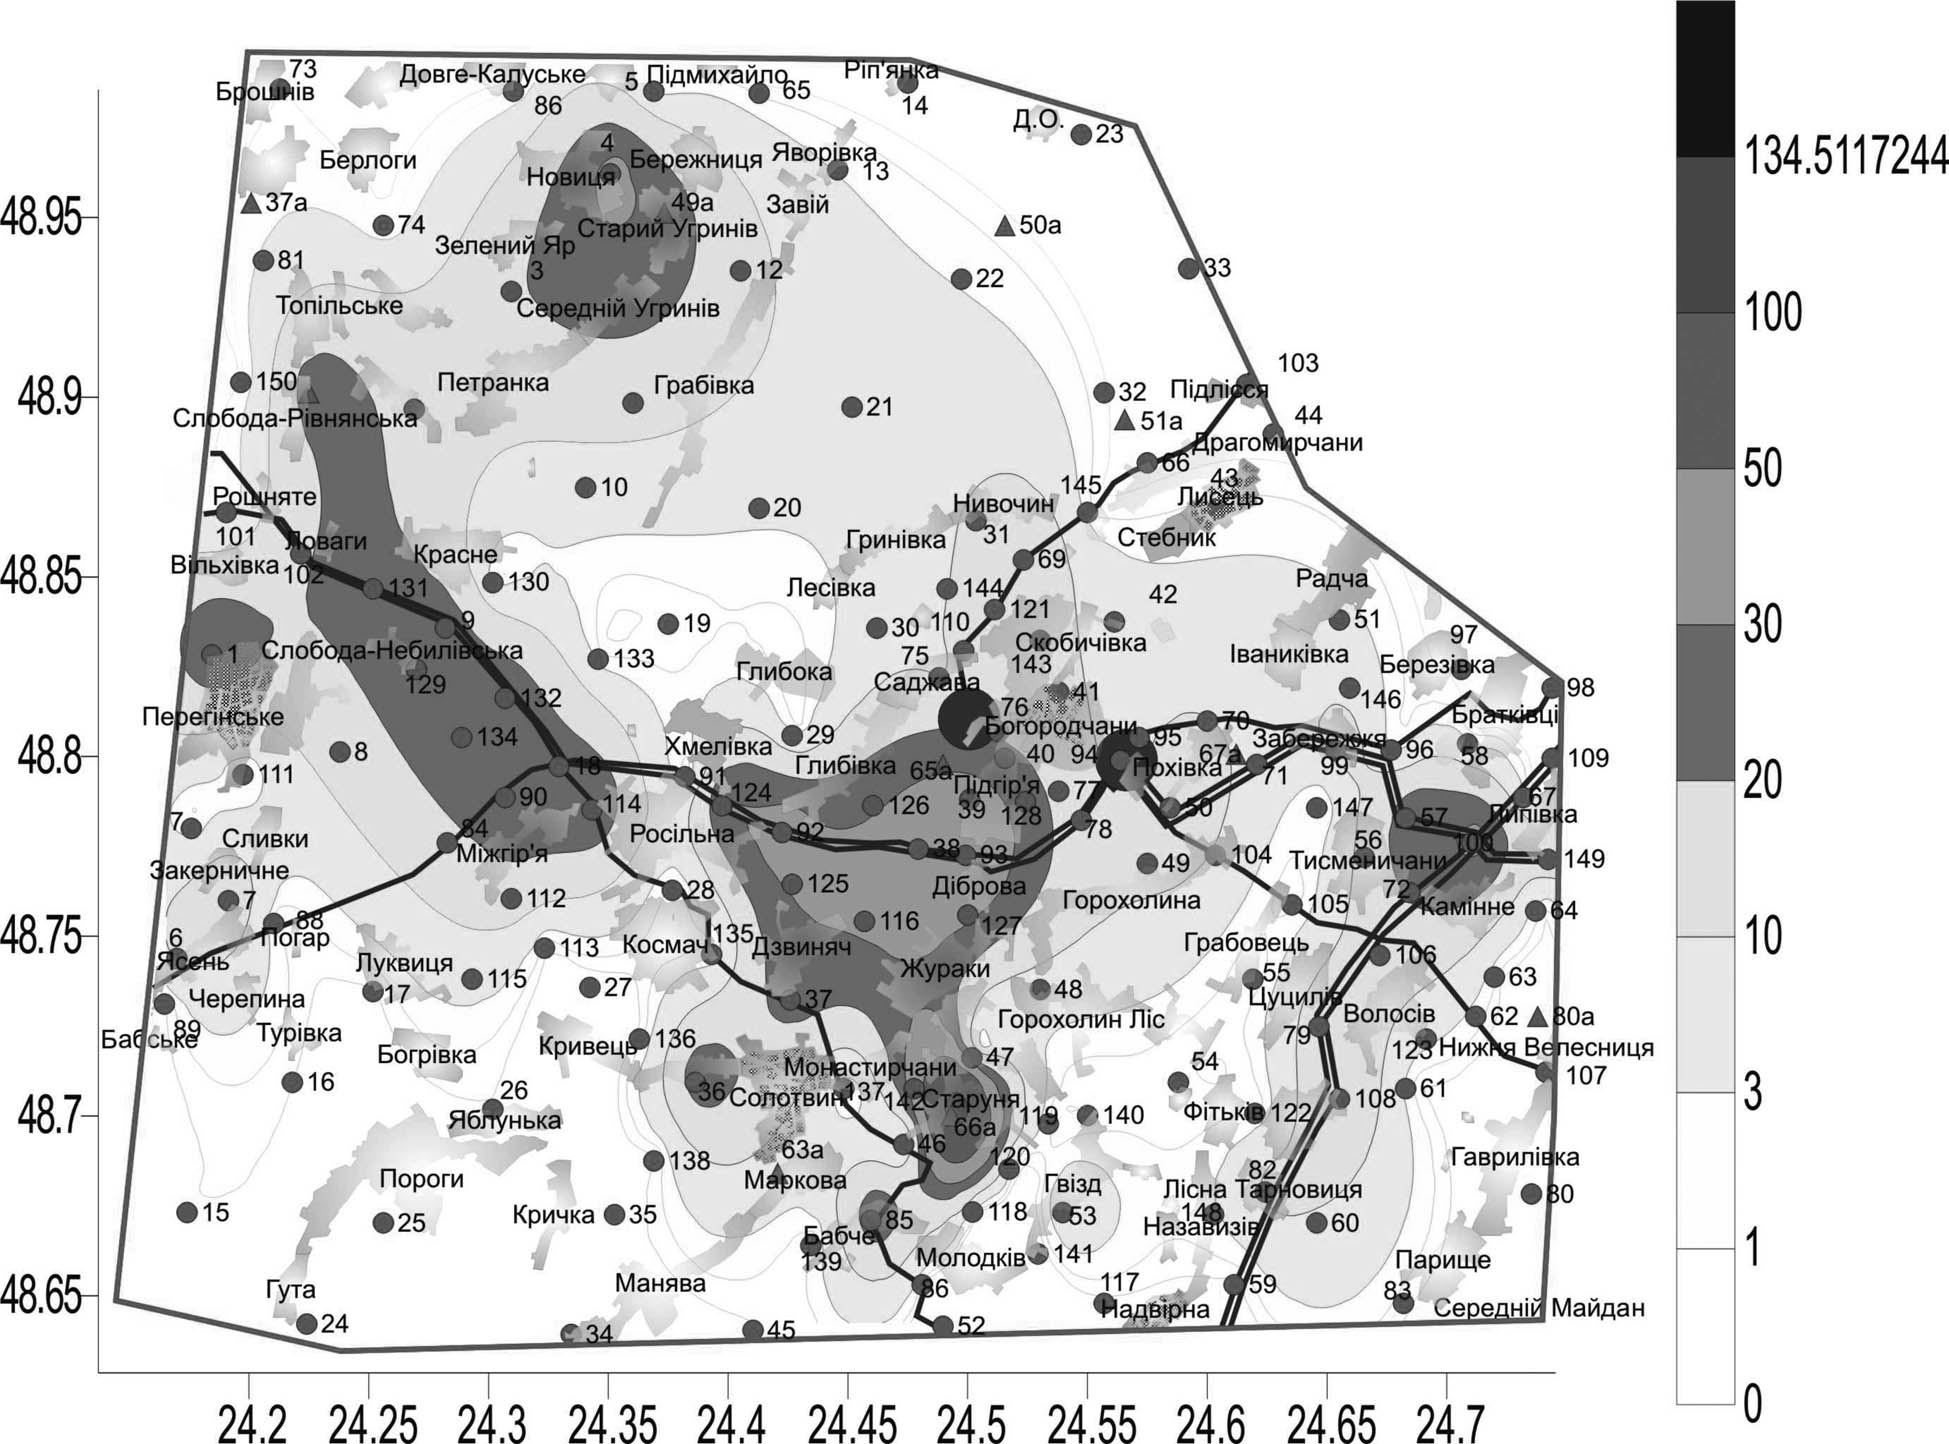 73
Довге-Калуське
5
Підмихайло
65
Ріп'янка
Брошнів
86
14
Д.О.
23
4
Берлоги
Бережниця
Яворівка
13
Новиця
37а
49а
Завій
48.95
74
Старий Угринів
50а
Зелений Яр
81
3
12
22
33
Топільське
Середній Угринів
103
150
Петранка
Грабівка
32
Підлісся
48.9
21
44
Слобода-Рівнянська
51а
Драгомирчани
66
43
10
145
Рошняте
Лисець
Нивочин
20
101
31
Стебник
Ловаги
Гринівка
Красне
69
Вільхівка
102
131
130
Лесівка
144
42
Радча
48.85
121
9
19
30
110
51
97
Слобода-Небилівська
1
133
75
Скобичівка
143
Іваниківка
Березівка
129
132
Глибока
Саджава
41
146
98
Перегінське
76
Богородчани
70
Братківці
134
29
95
Забережжя
96
8
Хмелівка
40
94
67а
58
109
48.8
111
18
91
Глибівка
65а
Похівка
71
99
90
114
124
126
Підгір'я
77
50
147
67
7
39
128
57
Липівка
Сливки
84
Росільна
92
38
93
78
56
100
Закерничне
Міжгір'я
49
104
Тисменичани
149
7
112
28
125
Діброва
Горохолина
105
72
Камінне
64
88
116
127
48.75
6
Погар
113
Космач
135
Дзвиняч
Грабовець
106
Ясень
Луквиця
Жураки
55
63
17
115
27
37
48
Цуцилів
Черепина
Горохолин Ліс
Волосів
62
80а
89
Бабське
Турівка
Богрівка
Кривець
136
79
123
Нижня Велесниця
16
Монастирчани
47
54
107
26
36
Солотвин
137
142
Старуня
61
48.7
Яблунька
119
140
Фітьків
122
108
66а
63а
46
138
120
Гаврилівка
Пороги
Маркова
Гвізд
82
Лісна Тарновиця
15
25
Кричка
35
85
118
53
148
60
80
Бабче
Назавизів
139
Молодків
141
Парище
Гута
Манява
86
117
59
83
48.65
24
34
45
52
Надвірна
Середній Майдан
24.2
24.25
24.3
24.35
24.4
24.45
24.5
24.55
24.6
24.65
24.7
134.5117244
100
50
30
20
10
3
1
0